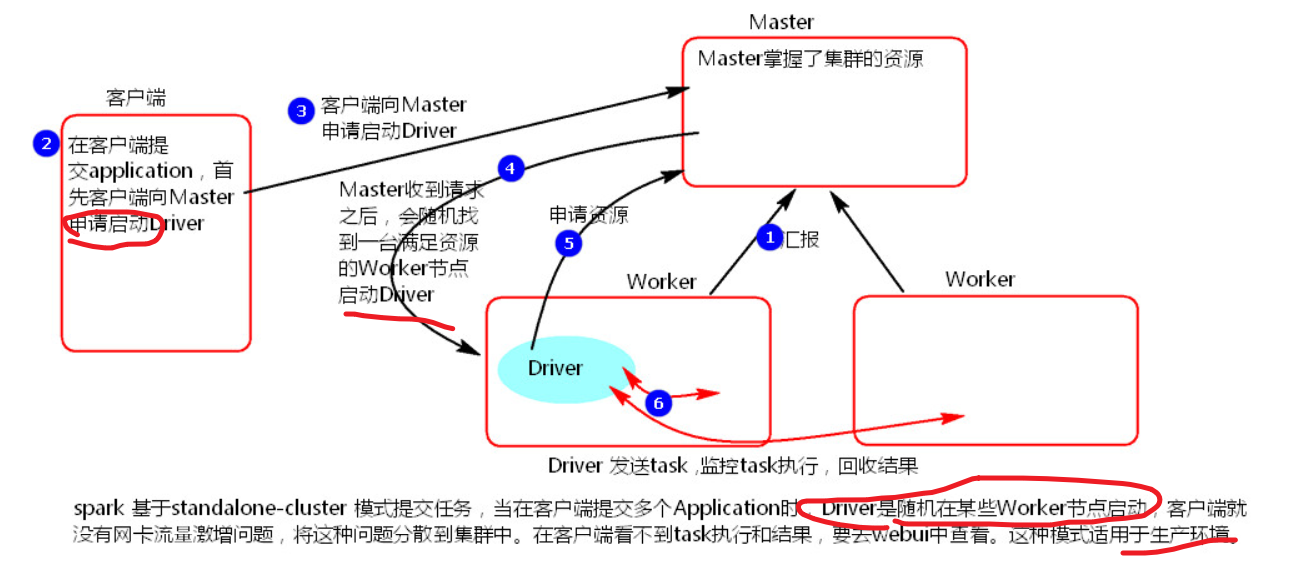 Master
Master掌握了集群的资源
客户端
2
在客户端提
交application，首
先客户端向Master
申请启动Driver
3
客户端向Master
申请启动Driver
4
Master收到请求
之后，会随机找
到一台满足资源
的Worker节点
启动Driver
申请资源
5
1
汇报
Worker
Worker
Driver
6
Driver 发送task ,监控task执行，回收结果
spark 基于standalone-cluster 模式提交任务，当在客户端提交多个Application时，Driver是随机在某些Worker节点启动，客户端就
没有网卡流量激增问题，将这种问题分散到集群中。在客户端看不到task执行和结果，要去webui中查看。这种模式适用于生产环境。